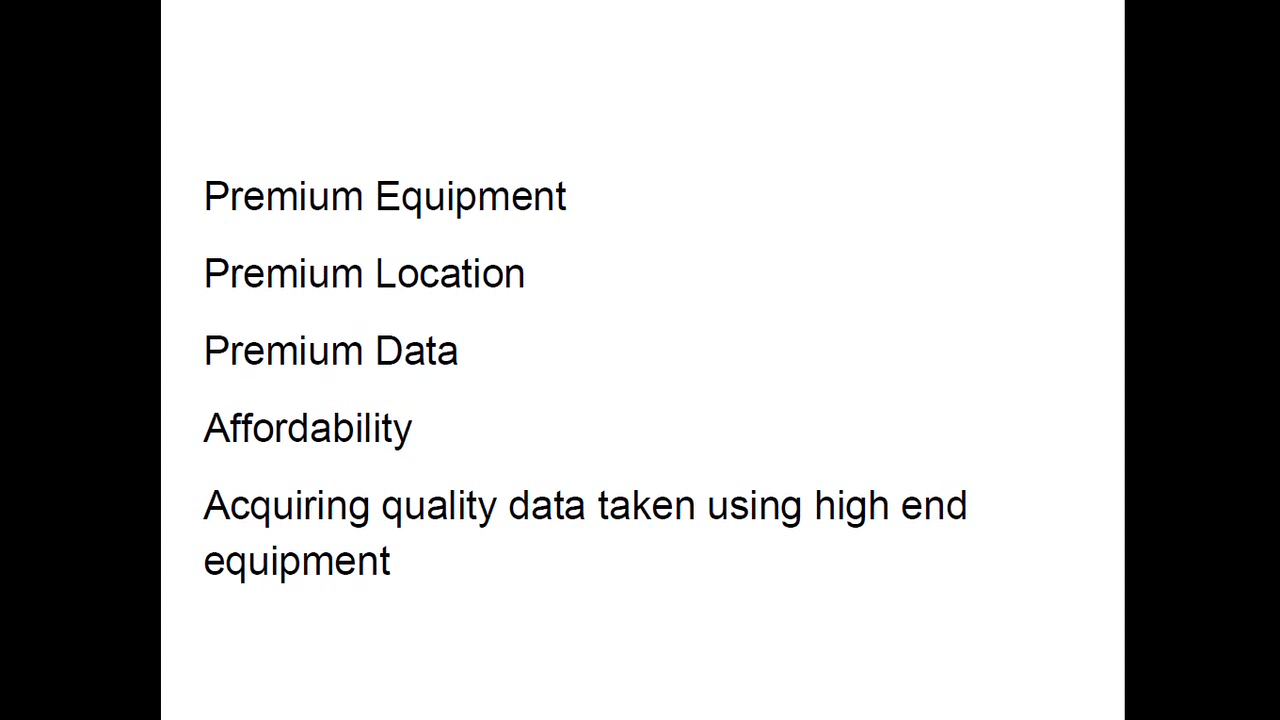 Premium Equipment
Premium Location
Premium Data
Affordability
Acquiring quality data taken using high end
equipment